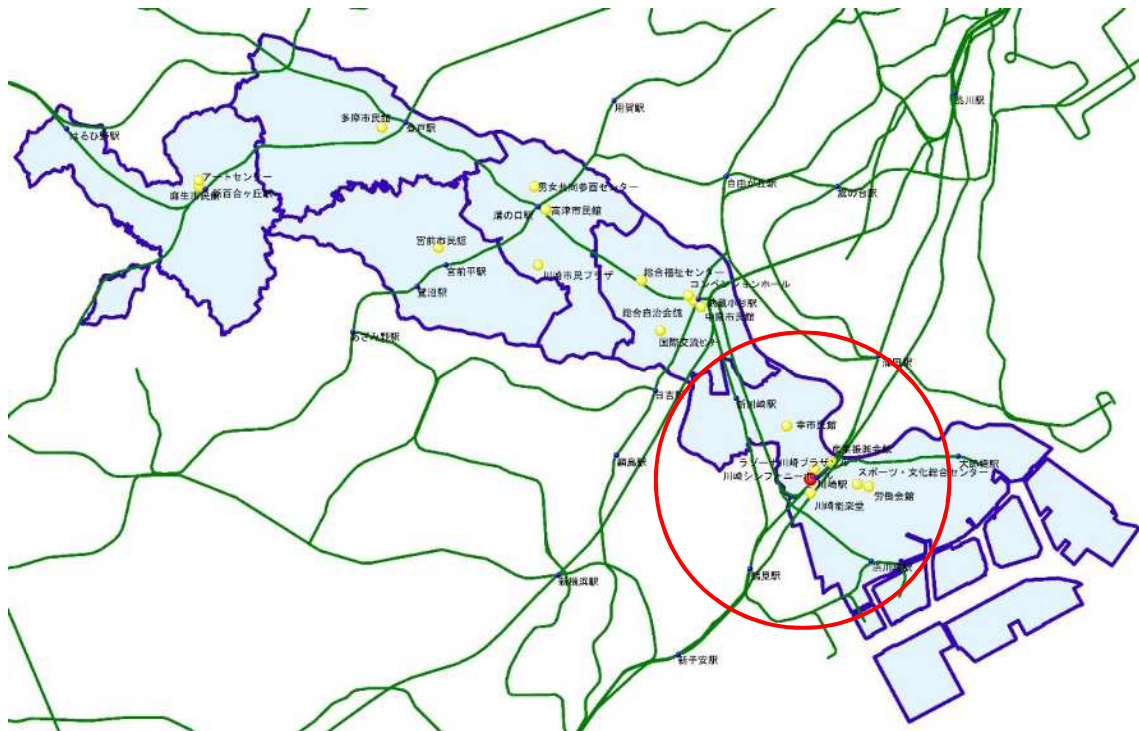 用賀駅
品川駅
多摩市民館
登戸駅
はるひ野駅
アートセンター
新百合ヶ丘駅
麻生市民館
男女共同参画センター
自由が丘駅
旗の台駅
溝の口駅
高津市民館
宮前市民館
宮前平駅
川崎市民プラザ
総合福祉センター
コンベンションホール
鷺沼駅
武蔵小杉駅
総合自治会館
中原市民館
国際交流センター
あざみ野駅
蒲田駅
日吉駅
新川崎駅
幸市民館
綱島駅
産業振興会館
大師橋駅
ラゾーナ川崎プラザソル
スポーツ・文化総合センター
川崎シンフォニーホール
川崎駅
労働会館
川崎能楽堂
鶴見駅
浜川崎駅
新横浜駅
新子安駅